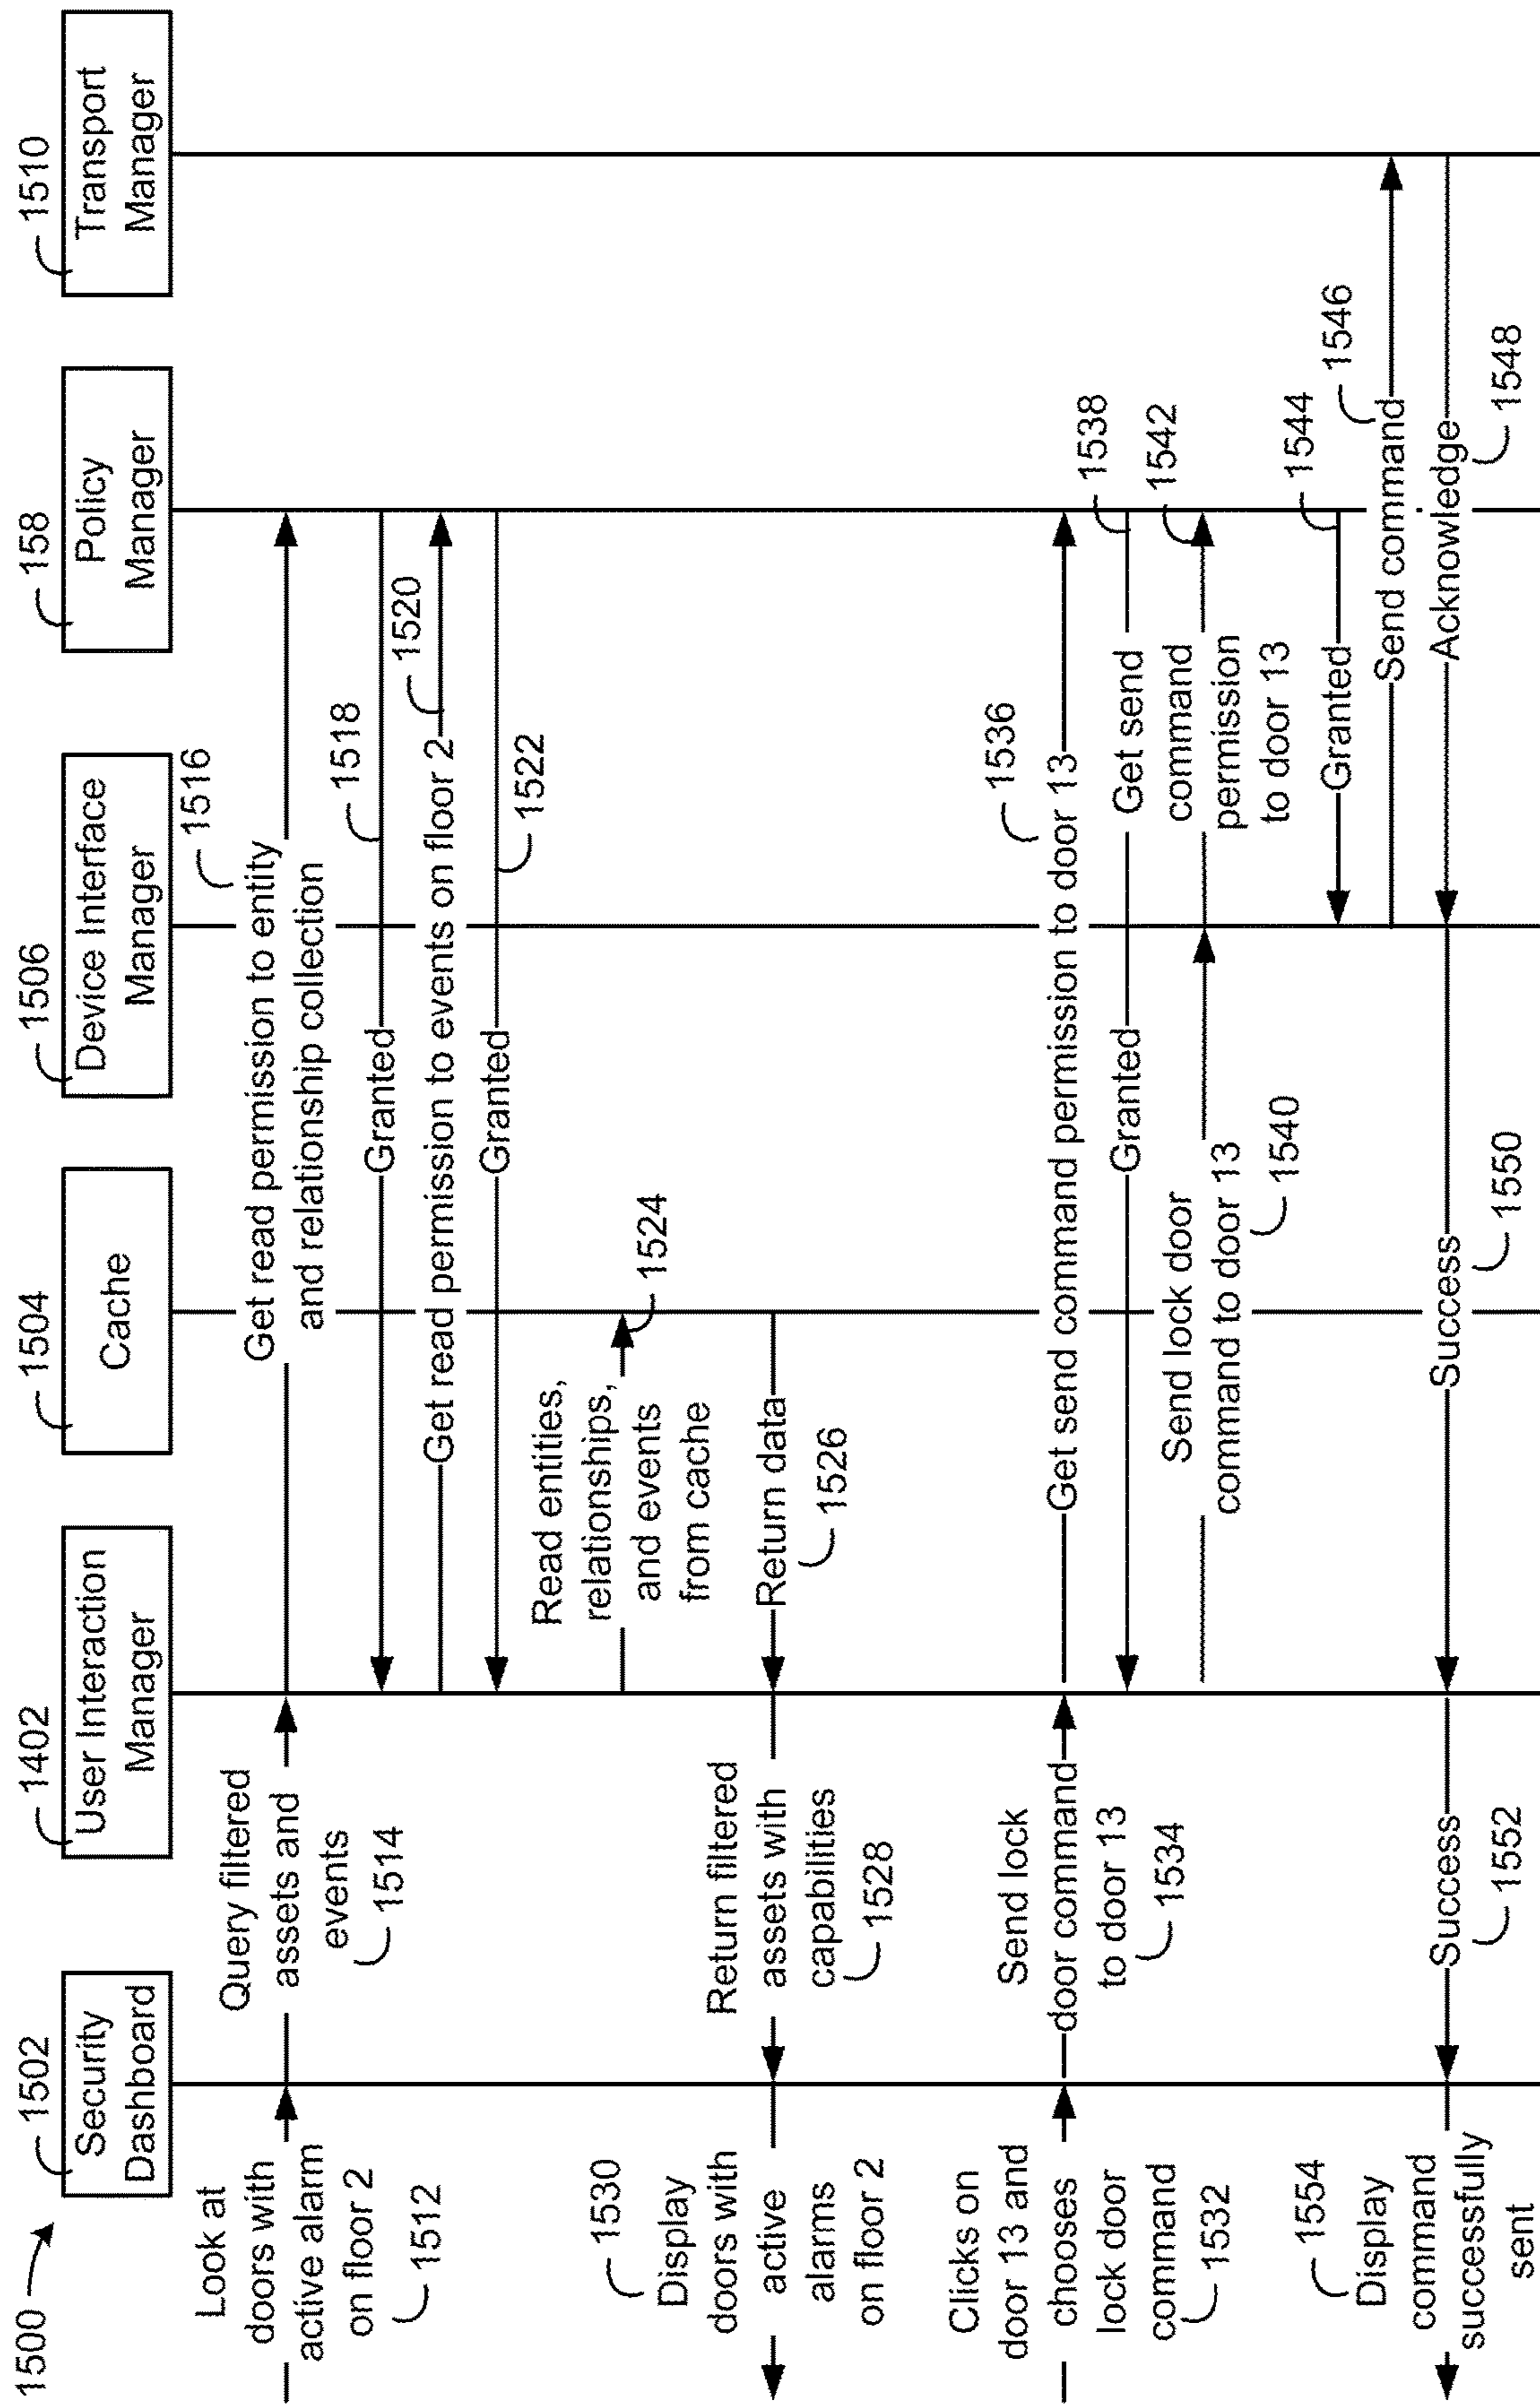 1500
1502
Security
Dashboard
1402
User Interaction
Manager
1504
Cache
1506
Device Interface
Manager
158
Policy
Manager
1510
Transport
Manager
Look at
doors with
active alarm
on floor 2
1512
Query filtered
assets and
events
1514
Get read permission to entity
and relationship collection
1516
Granted
1518
Get read permission to events on floor 2
1520
Granted
1522
Read entities,
relationships,
and events
from cache
1524
Return data
1526
Return filtered
assets with
capabilities
1528
1530
Display
doors with
active
alarms
on floor 2
Clicks on
door 13 and
chooses
lock door
command
1532
Send lock
door command
to door 13
1534
Get send command permission to door 13
1536
Granted
1538
Send lock door
command to door 13
1540
Get send
command
permission
to door 13
1542
Granted
1544
Send command
1546
Acknowledge
1548
Success
1550
Success
1552
1554
Display
command
successfully
sent